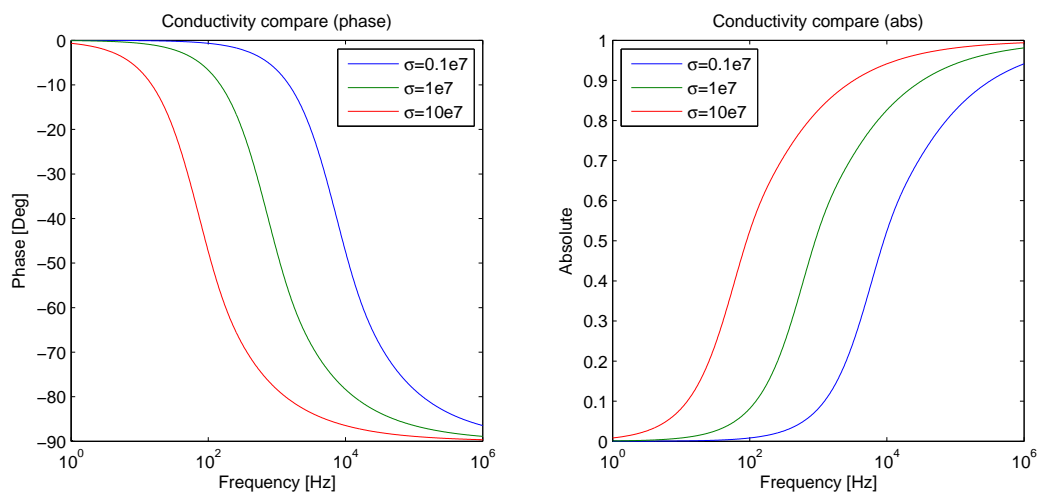 Conductivity compare (phase)
0
−10
−20
−30
−40
−50
−60
−70
−80
−90
Phase [Deg]
σ=0.1e7
σ=1e7
σ=10e7
10^0
10^2
10^4
10^6
Frequency [Hz]
Conductivity compare (abs)
1
0.9
0.8
0.7
0.6
0.5
0.4
0.3
0.2
0.1
0
Absolute
σ=0.1e7
σ=1e7
σ=10e7
10^0
10^2
10^4
10^6
Frequency [Hz]